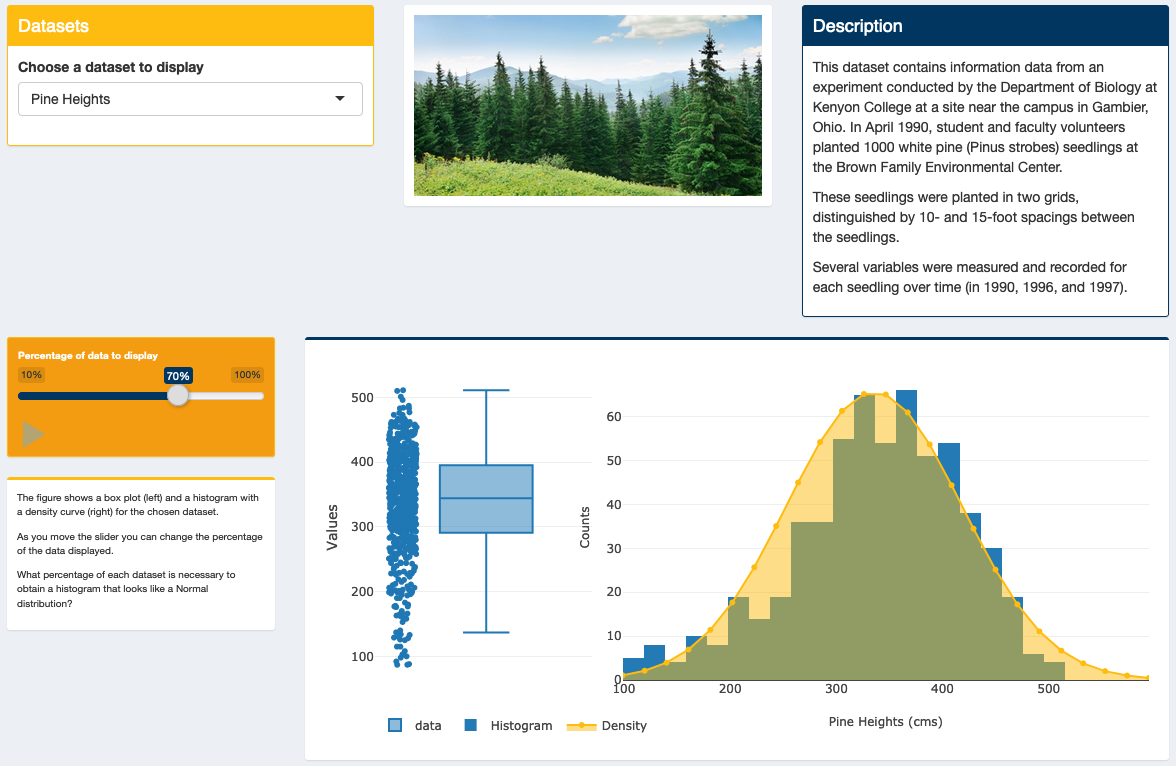 Datasets
Choose a dataset to display
Pine Heights
Description
This dataset contains information data from an
experiment conducted by the Department of Biology at
Kenyon College at a site near the campus in Gambier,
Ohio. In April 1990, student and faculty volunteers
planted 1000 white pine (Pinus strobes) seedlings at
the Brown Family Environmental Center.
These seedlings were planted in two grids,
distinguished by 10- and 15-foot spacings between
the seedlings.
Several variables were measured and recorded for
each seedling over time (in 1990, 1996, and 1997).
Percentage of data to display
10%
70%
100%
The figure shows a box plot (left) and a histogram with
a density curve (right) for the chosen dataset.
As you move the slider you can change the percentage
of the data displayed.
What percentage of each dataset is necessary to
obtain a histogram that looks like a Normal
distribution?
Values
500
400
300
200
100
Counts
60
50
40
30
20
10
0
100
200
300
400
500
Pine Heights (cms)
data
Histogram
Density